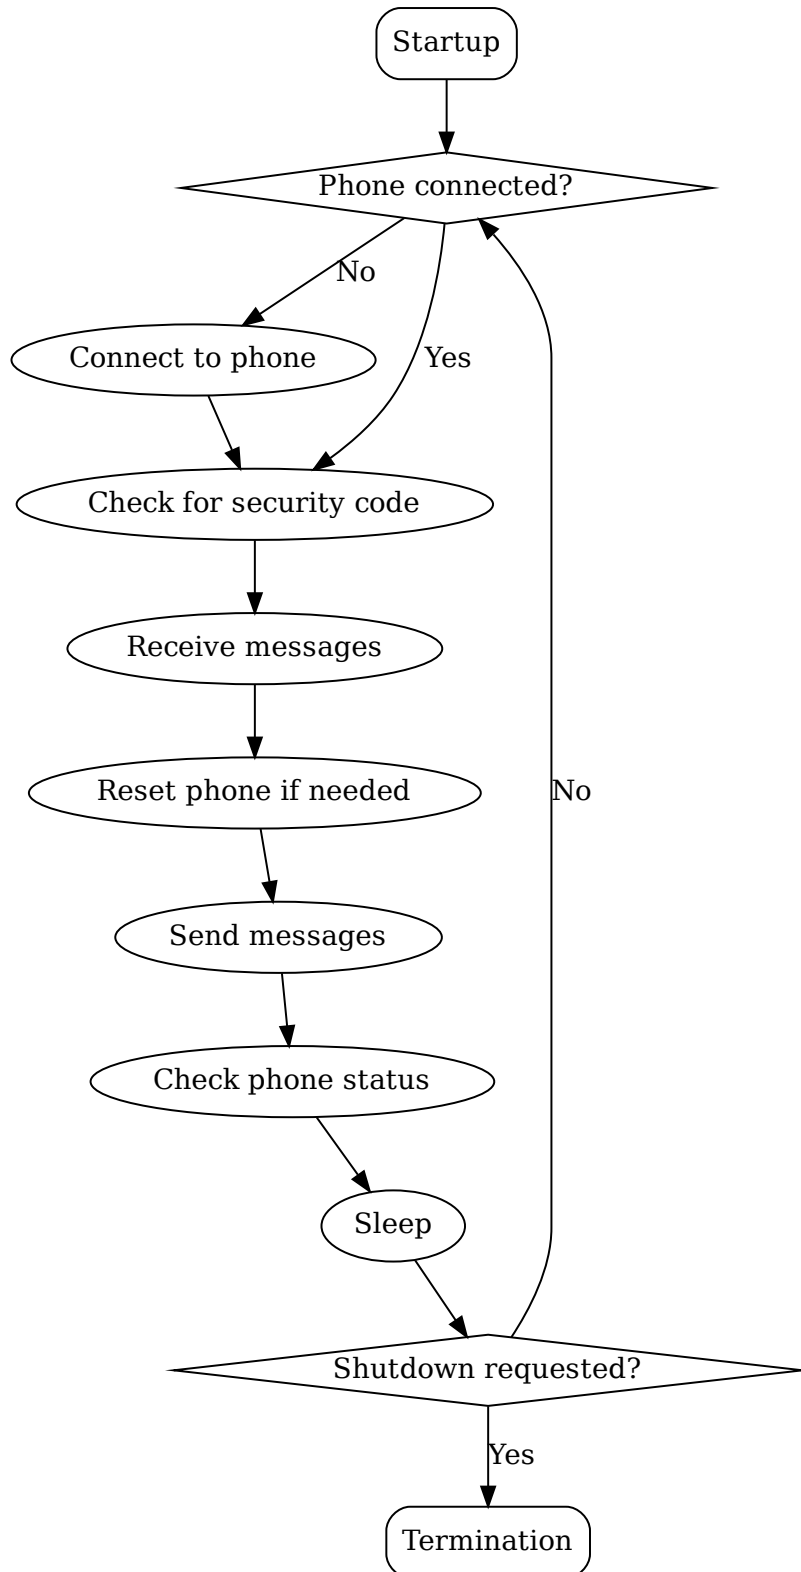 Startup
Phone connected?
No
Connect to phone
Yes
Check for security code
Receive messages
Reset phone if needed
No
Send messages
Check phone status
Sleep
Shutdown requested?
Yes
Termination